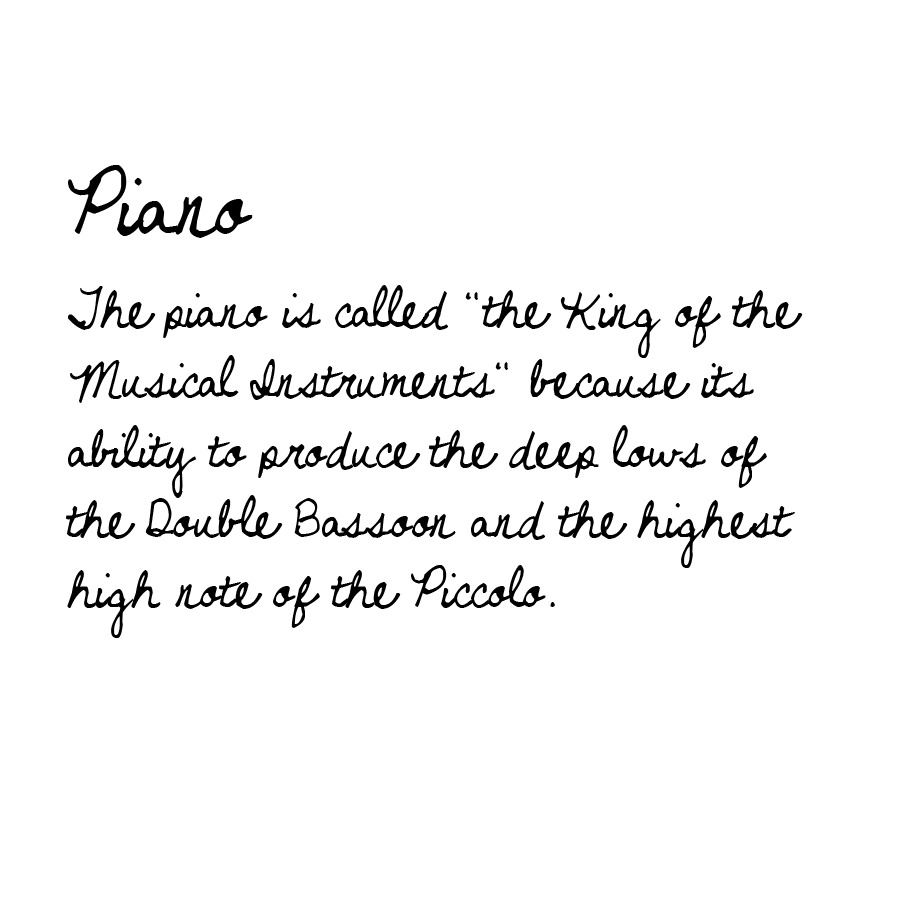 Piano
The piano is called “the King of the
Musical Instruments“ because its
ability to produce the deep lows of
the Double Bassoon and the highest
high note of the Piccolo.